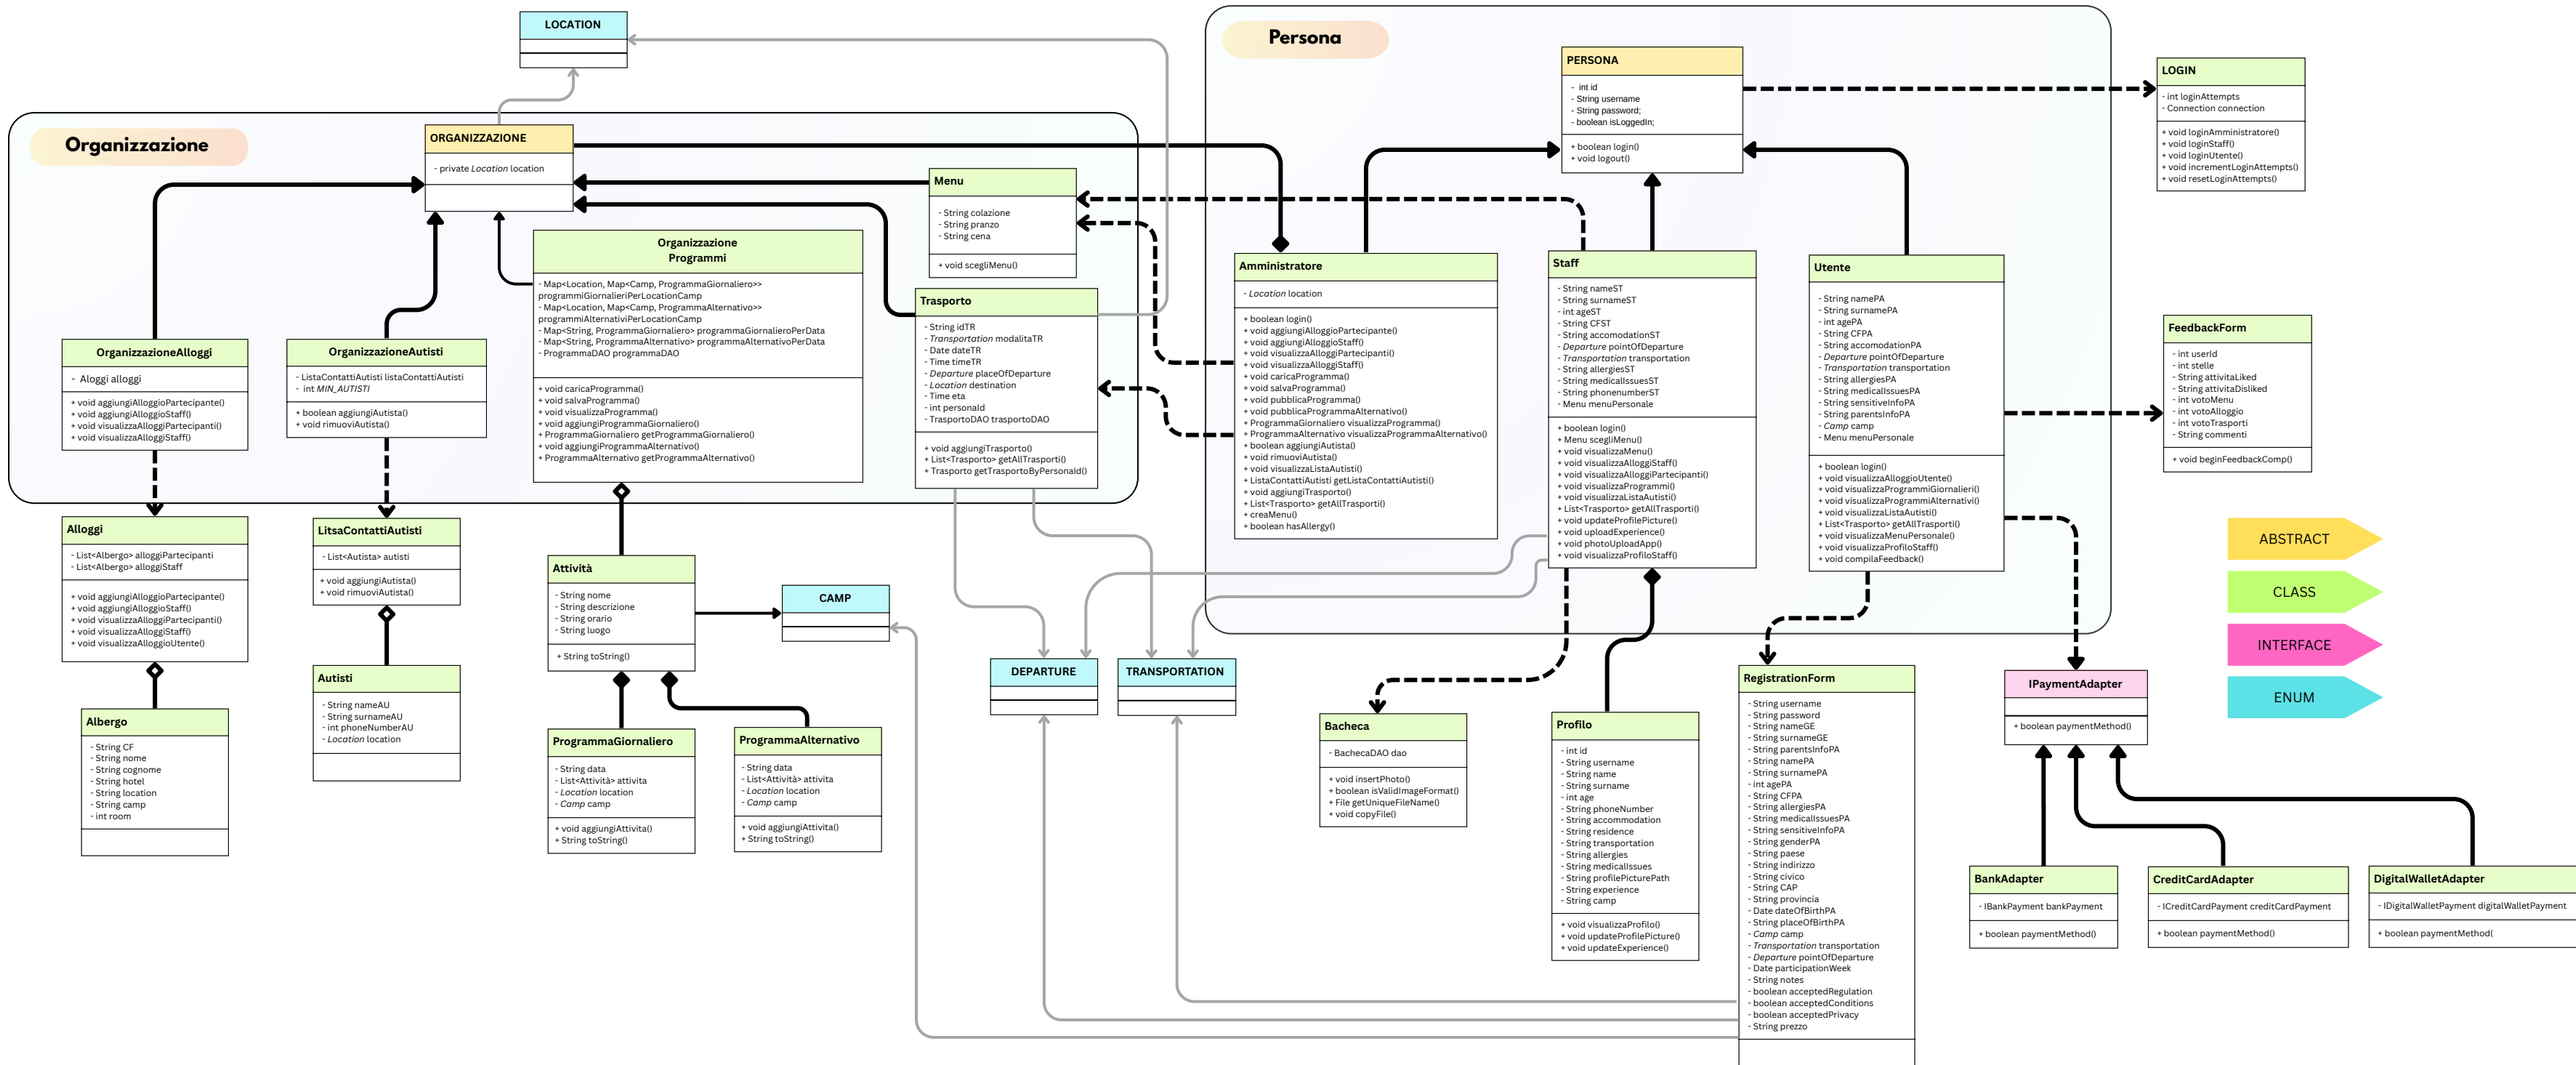 LOCATION
Organizzazione
ORGANIZZAZIONE
- private Location location
Menu
- String colazione
- String pranzo
- String cena
+ void scegliMenu()
Organizzazione
Programmi
- Map<Location, Map<Camp, ProgrammaGiornaliero>>
programmiGiornalieriPerLocationCamp
- Map<Location, Map<Camp, ProgrammaAlternativo>>
programmiAlternativiPerLocationCamp
- Map<String, ProgrammaGiornaliero> programmaGiornalieroPerData
- Map<String, ProgrammaAlternativo> programmaAlternativoPerData
- ProgrammaDAO programmaDAO
+ void caricaProgramma()
+ void salvaProgramma()
+ void visualizzaProgramma()
+ void aggiungiProgrammaGiornaliero()
+ ProgrammaGiornaliero getProgrammaGiornaliero()
+ void aggiungiProgrammaAlternativo()
+ ProgrammaAlternativo getProgrammaAlternativo()
Trasporto
- String idTR
- Transportation modalitaTR
- Date dateTR
- Time timeTR
- Departure placeOfDeparture
- Location destination
- Time eta
- int personaId
- TrasportoDAO trasportoDAO
+ void aggiungiTrasporto()
+ List<Trasporto> getAllTrasporti()
+ Trasporto getTrasportoByPersonaId()
OrganizzazioneAlloggi
- Aloggi alloggi
+ void aggiungiAlloggioPartecipante()
+ void aggiungiAlloggioStaff()
+ void visualizzaAlloggiPartecipanti()
+ void visualizzaAlloggiStaff()
OrganizzazioneAutisti
- ListaContattiAutisti listaContattiAutisti
- int MIN_AUTISTI
+ boolean aggiungiAutista()
+ void rimuoviAutista()
Alloggi
- List<Albergo> alloggiPartecipanti
- List<Albergo> alloggiStaff
+ void aggiungiAlloggioPartecipante()
+ void aggiungiAlloggioStaff()
+ void visualizzaAlloggiPartecipanti()
+ void visualizzaAlloggiStaff()
+ void visualizzaAlloggioUtente()
LitsaContattiAutisti
- List<Autista> autisti
+ void aggiungiAutista()
+ void rimuoviAutista()
Attività
- String nome
- String descrizione
- String orario
- String luogo
+ String toString()
CAMP
Albergo
- String CF
- String nome
- String cognome
- String hotel
- String location
- String camp
- int room
Autisti
- String nameAU
- String surnameAU
- int phoneNumberAU
- Location location
ProgrammaGiornaliero
- String data
- List<Attività> attivita
- Location location
- Camp camp
+ void aggiungiAttivita()
+ String toString()
ProgrammaAlternativo
- String data
- List<Attività> attivita
- Location location
- Camp camp
+ void aggiungiAttivita()
+ String toString()
DEPARTURE
TRANSPORTATION
Persona
PERSONA
- int id
- String username
- String password;
- boolean isLoggedIn;
+ boolean login()
+ void logout()
LOGIN
- int loginAttempts
- Connection connection
+ void loginAmministratore()
+ void loginStaff()
+ void loginUtente()
+ void incrementLoginAttempts()
+ void resetLoginAttempts()
Amministratore
- Location location
+ boolean login()
+ void aggiungiAlloggioPartecipante()
+ void aggiungiAlloggioStaff()
+ void visualizzaAlloggiPartecipanti()
+ void visualizzaAlloggiStaff()
+ void caricaProgramma()
+ void salvaProgramma()
+ void pubblicaProgramma()
+ void pubblicaProgrammaAlternativo()
+ ProgrammaGiornaliero visualizzaProgramma()
+ ProgrammaAlternativo visualizzaProgrammaAlternativo()
+ boolean aggiungiAutista()
+ void rimuoviAutista()
+ void visualizzaListaAutisti()
+ ListaContattiAutisti getListaContattiAutisti()
+ void aggiungiTrasporto()
+ List<Trasporto> getAllTrasporti()
+ creaMenu()
+ boolean hasAllergy()
Staff
- String nameST
- String surnameST
- int ageST
- String CFST
- String accomodationST
- Departure pointOfDeparture
- Transportation transportation
- String allergiesST
- String medicalIssuesST
- String phonenumberST
- Menu menuPersonale
+ boolean login()
+ Menu scegliMenu()
+ void visualizzaMenu()
+ void visualizzaAlloggiStaff()
+ void visualizzaAlloggiPartecipanti()
+ void visualizzaProgrammi()
+ void visualizzaListaAutisti()
+ List<Trasporto> getAllTrasporti()
+ void updateProfilePicture()
+ void uploadExperience()
+ void photoUploadApp()
+ void visualizzaProfiloStaff()
Utente
- String namePA
- String surnamePA
- int agePA
- String CFPA
- String accomodationPA
- Departure pointOfDeparture
- Transportation transportation
- String allergiesPA
- String medicalIssuesPA
- String sensitiveInfoPA
- String parentsInfoPA
- Camp camp
- Menu menuPersonale
+ boolean login()
+ void visualizzaAlloggioUtente()
+ void visualizzaProgrammiGiornalieri()
+ void visualizzaProgrammiAlternativi()
+ void visualizzaListaAutisti()
+ List<Trasporto> getAllTrasporti()
+ void visualizzaMenuPersonale()
+ void visualizzaProfiloStaff()
+ void compilaFeedback()
FeedbackForm
- int userId
- int stelle
- String attivitaLiked
- String attivitaDisliked
- int votoMenu
- int votoAlloggio
- int votoTrasporti
- String commenti
+ void beginFeedbackComp()
ABSTRACT
CLASS
INTERFACE
ENUM
Bacheca
- BachecaDAO dao
+ void insertPhoto()
+ boolean isValidImageFormat()
+ File getUniqueFileName()
+ void copyFile()
Profilo
- int id
- String username
- String name
- String surname
- int age
- String phoneNumber
- String accommodation
- String residence
- String transportation
- String allergies
- String medicalIssues
- String profilePicturePath
- String experience
- String camp
+ void visualizzaProfilo()
+ void updateProfilePicture()
+ void updateExperience()
RegistrationForm
- String username
- String password
- String nameGE
- String surnameGE
- String parentsInfoPA
- String namePA
- String surnamePA
- int agePA
- String CFPA
- String allergiesPA
- String medicalIssuesPA
- String sensitiveInfoPA
- String genderPA
- String paese
- String indirizzo
- String civico
- String CAP
- String provincia
- Date dateOfBirthPA
- String placeOfBirthPA
- Camp camp
- Transportation transportation
- Departure pointOfDeparture
- Date participationWeek
- String notes
- boolean acceptedRegulation
- boolean acceptedConditions
- boolean acceptedPrivacy
- String prezzo
IPaymentAdapter
+ boolean paymentMethod()
BankAdapter
- IBankPayment bankPayment
+ boolean paymentMethod()
CreditCardAdapter
- ICreditCardPayment creditCardPayment
+ boolean paymentMethod()
DigitalWalletAdapter
- IDigitalWalletPayment digitalWalletPayment
+ boolean paymentMethod(